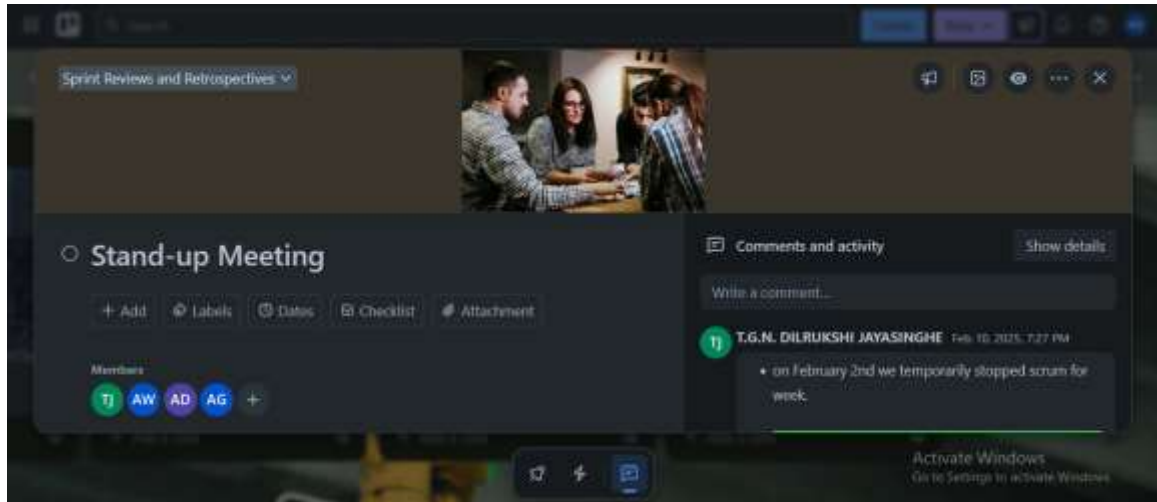 Search
Create
Sprint Reviews and Retrospectives
Stand-up Meeting
+ Add
Labels
Dates
Checklist
Attachment
Members
TJ AW AD AG +
Comments and activity
Show details
Write a comment...
TJ
T.G.N. DILRUKSHI JAYASINGHE Feb 10, 2025, 7:27 PM
• on February 2nd we temporarily stopped scrum for
week.
Activate Windows
Go to Settings to activate Windows